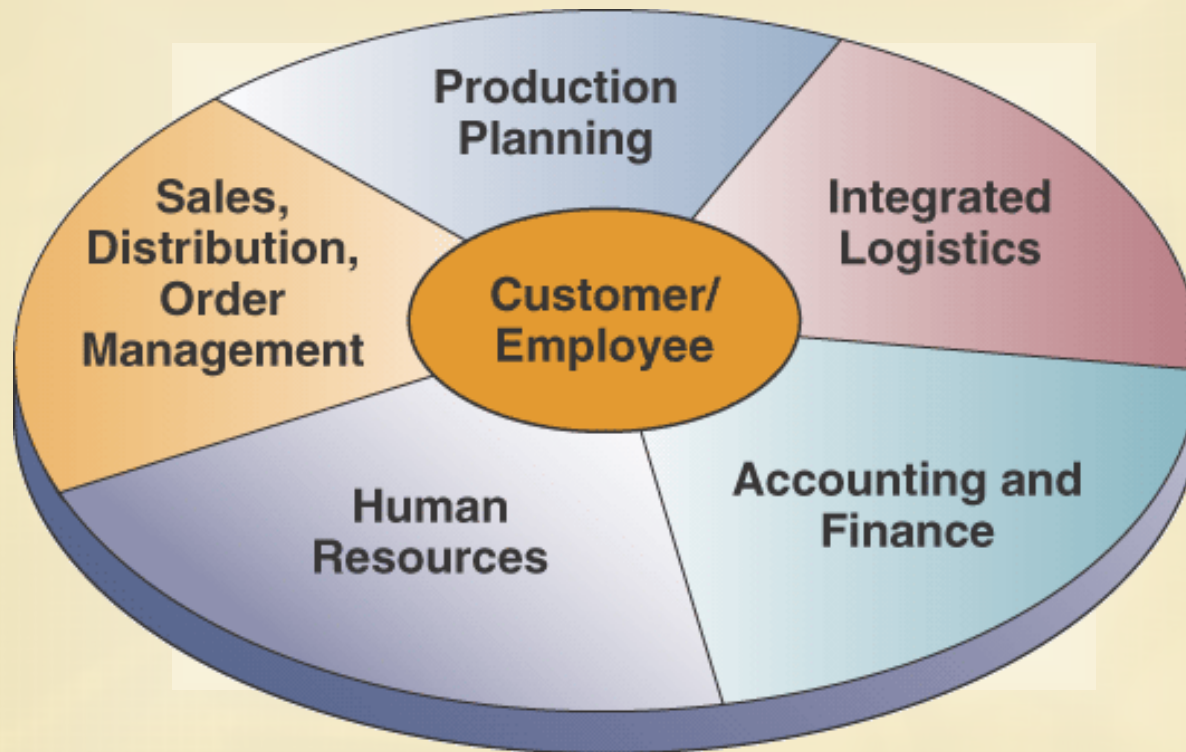 Production
Planning
Integrated
Logistics
Sales,
Distribution,
Order
Management
Customer/
Employee
Accounting and
Finance
Human
Resources